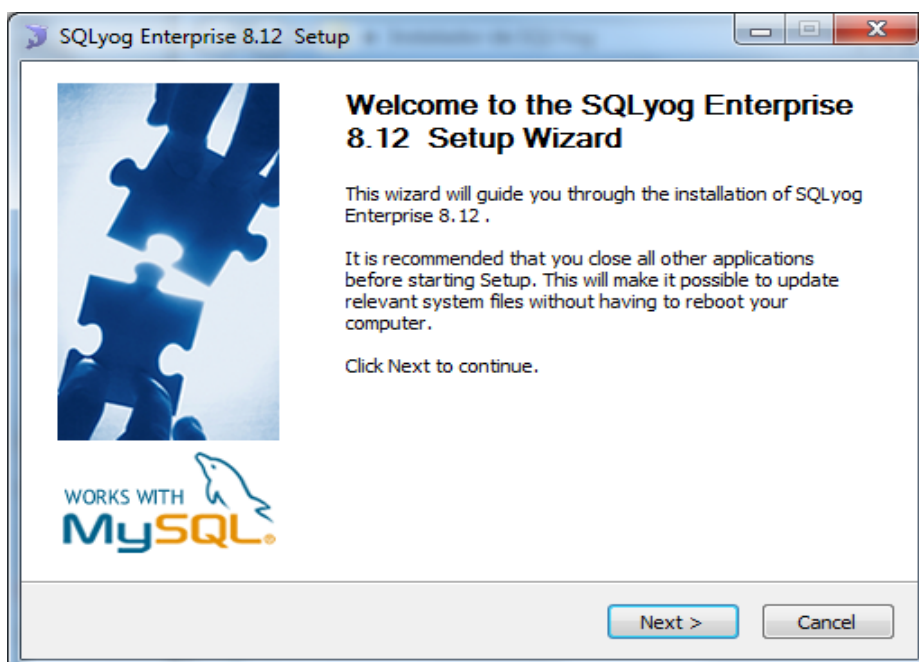 SQLyog Enterprise 8.12 Setup
Welcome to the SQLyog Enterprise
8.12 Setup Wizard
This wizard will guide you through the installation of SQLyog
Enterprise 8.12 .
It is recommended that you close all other applications
before starting Setup. This will make it possible to update
relevant system files without having to reboot your
computer.
Click Next to continue.
WORKS WITH
MySQL®
Next >
Cancel